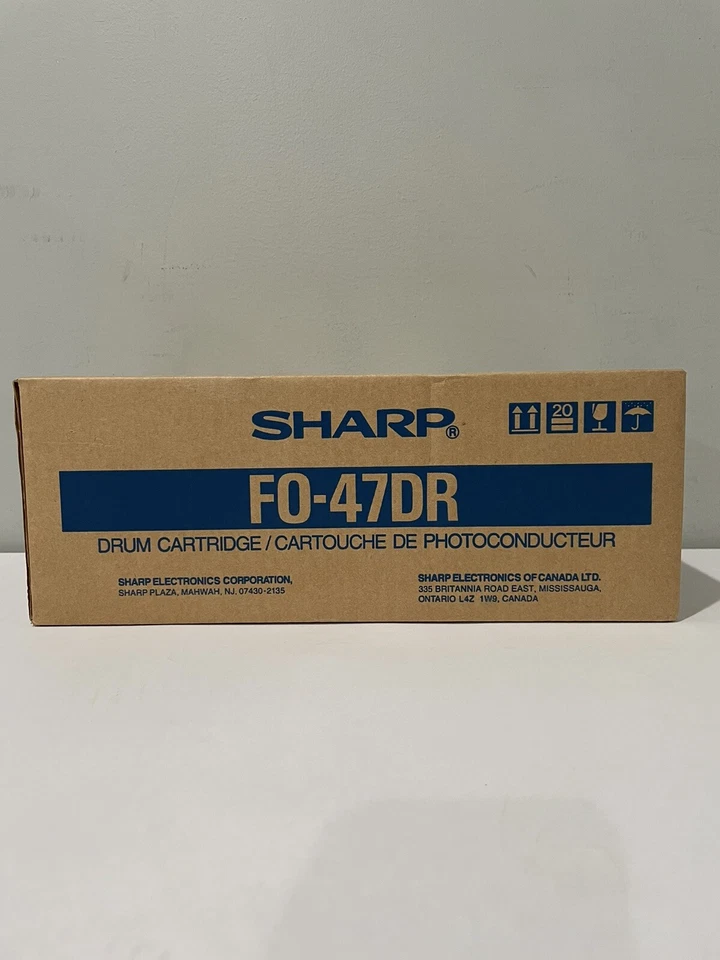 SHARP®
20
FO-47DR
DRUM CARTRIDGE/CARTOUCHE DE PHOTOCONDUCTEUR
SHARP ELECTRONICS CORPORATION,
SHARP PLAZA, MAHWAH, NJ. 07430-2135
SHARP ELECTRONICS OF CANADA LTD.
335 BRITANNIA ROAD EAST, MISSISSAUGA,
ONTARIO L4Z 1W9, CANADA